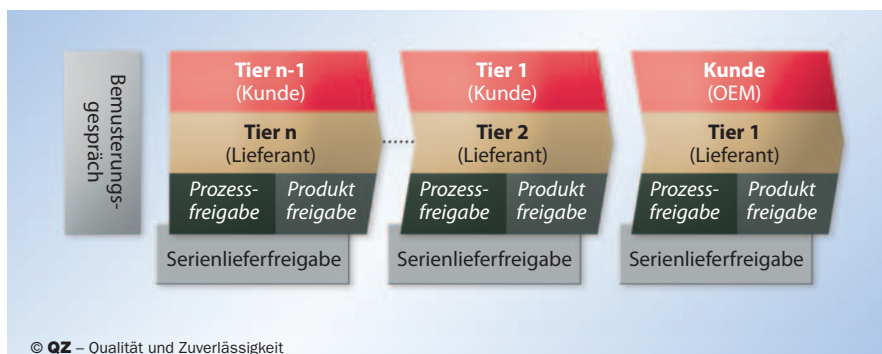 Bemusterungs-
gespräch
Tier n-1
(Kunde)
Tier n
(Lieferant)
Prozess-
freigabe
Produkt
freigabe
Serienlieferfreigabe
Tier 1
(Kunde)
Tier 2
(Lieferant)
Prozess-
freigabe
Produkt
freigabe
Serienlieferfreigabe
Kunde
(OEM)
Tier 1
(Lieferant)
Prozess-
freigabe
Produkt
freigabe
Serienlieferfreigabe
© QZ – Qualität und Zuverlässigkeit